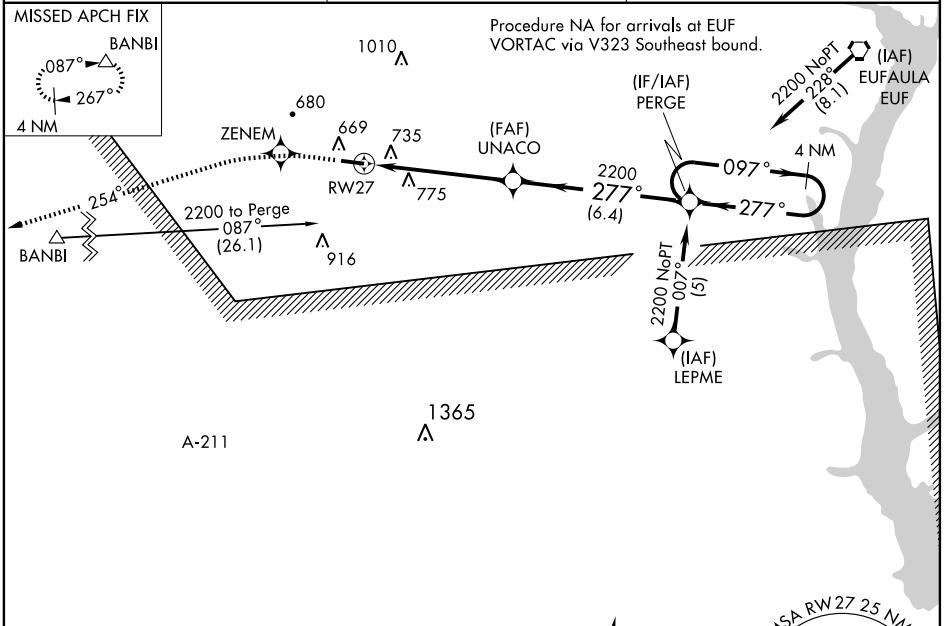 MISSED APCH FIX
BANBI
087°
267°
4 NM
Procedure NA for arrivals at EUF
VORTAC via V323 Southeast bound.
1010
(IAF)
EUFAULA
EUF
2200 NoPT
228°
(8.1)
(IF/IAF)
PERGE
680
ZENEM
669
735
(FAF)
UNACO
4 NM
RW27
775
2200
277°
(6.4)
097°
277°
254°
2200 to Perge
087°
(26.1)
BANBI
916
2200 NoPT
007°
(5)
(IAF)
LEPME
1365
A-211
MSA RW27 25 NM